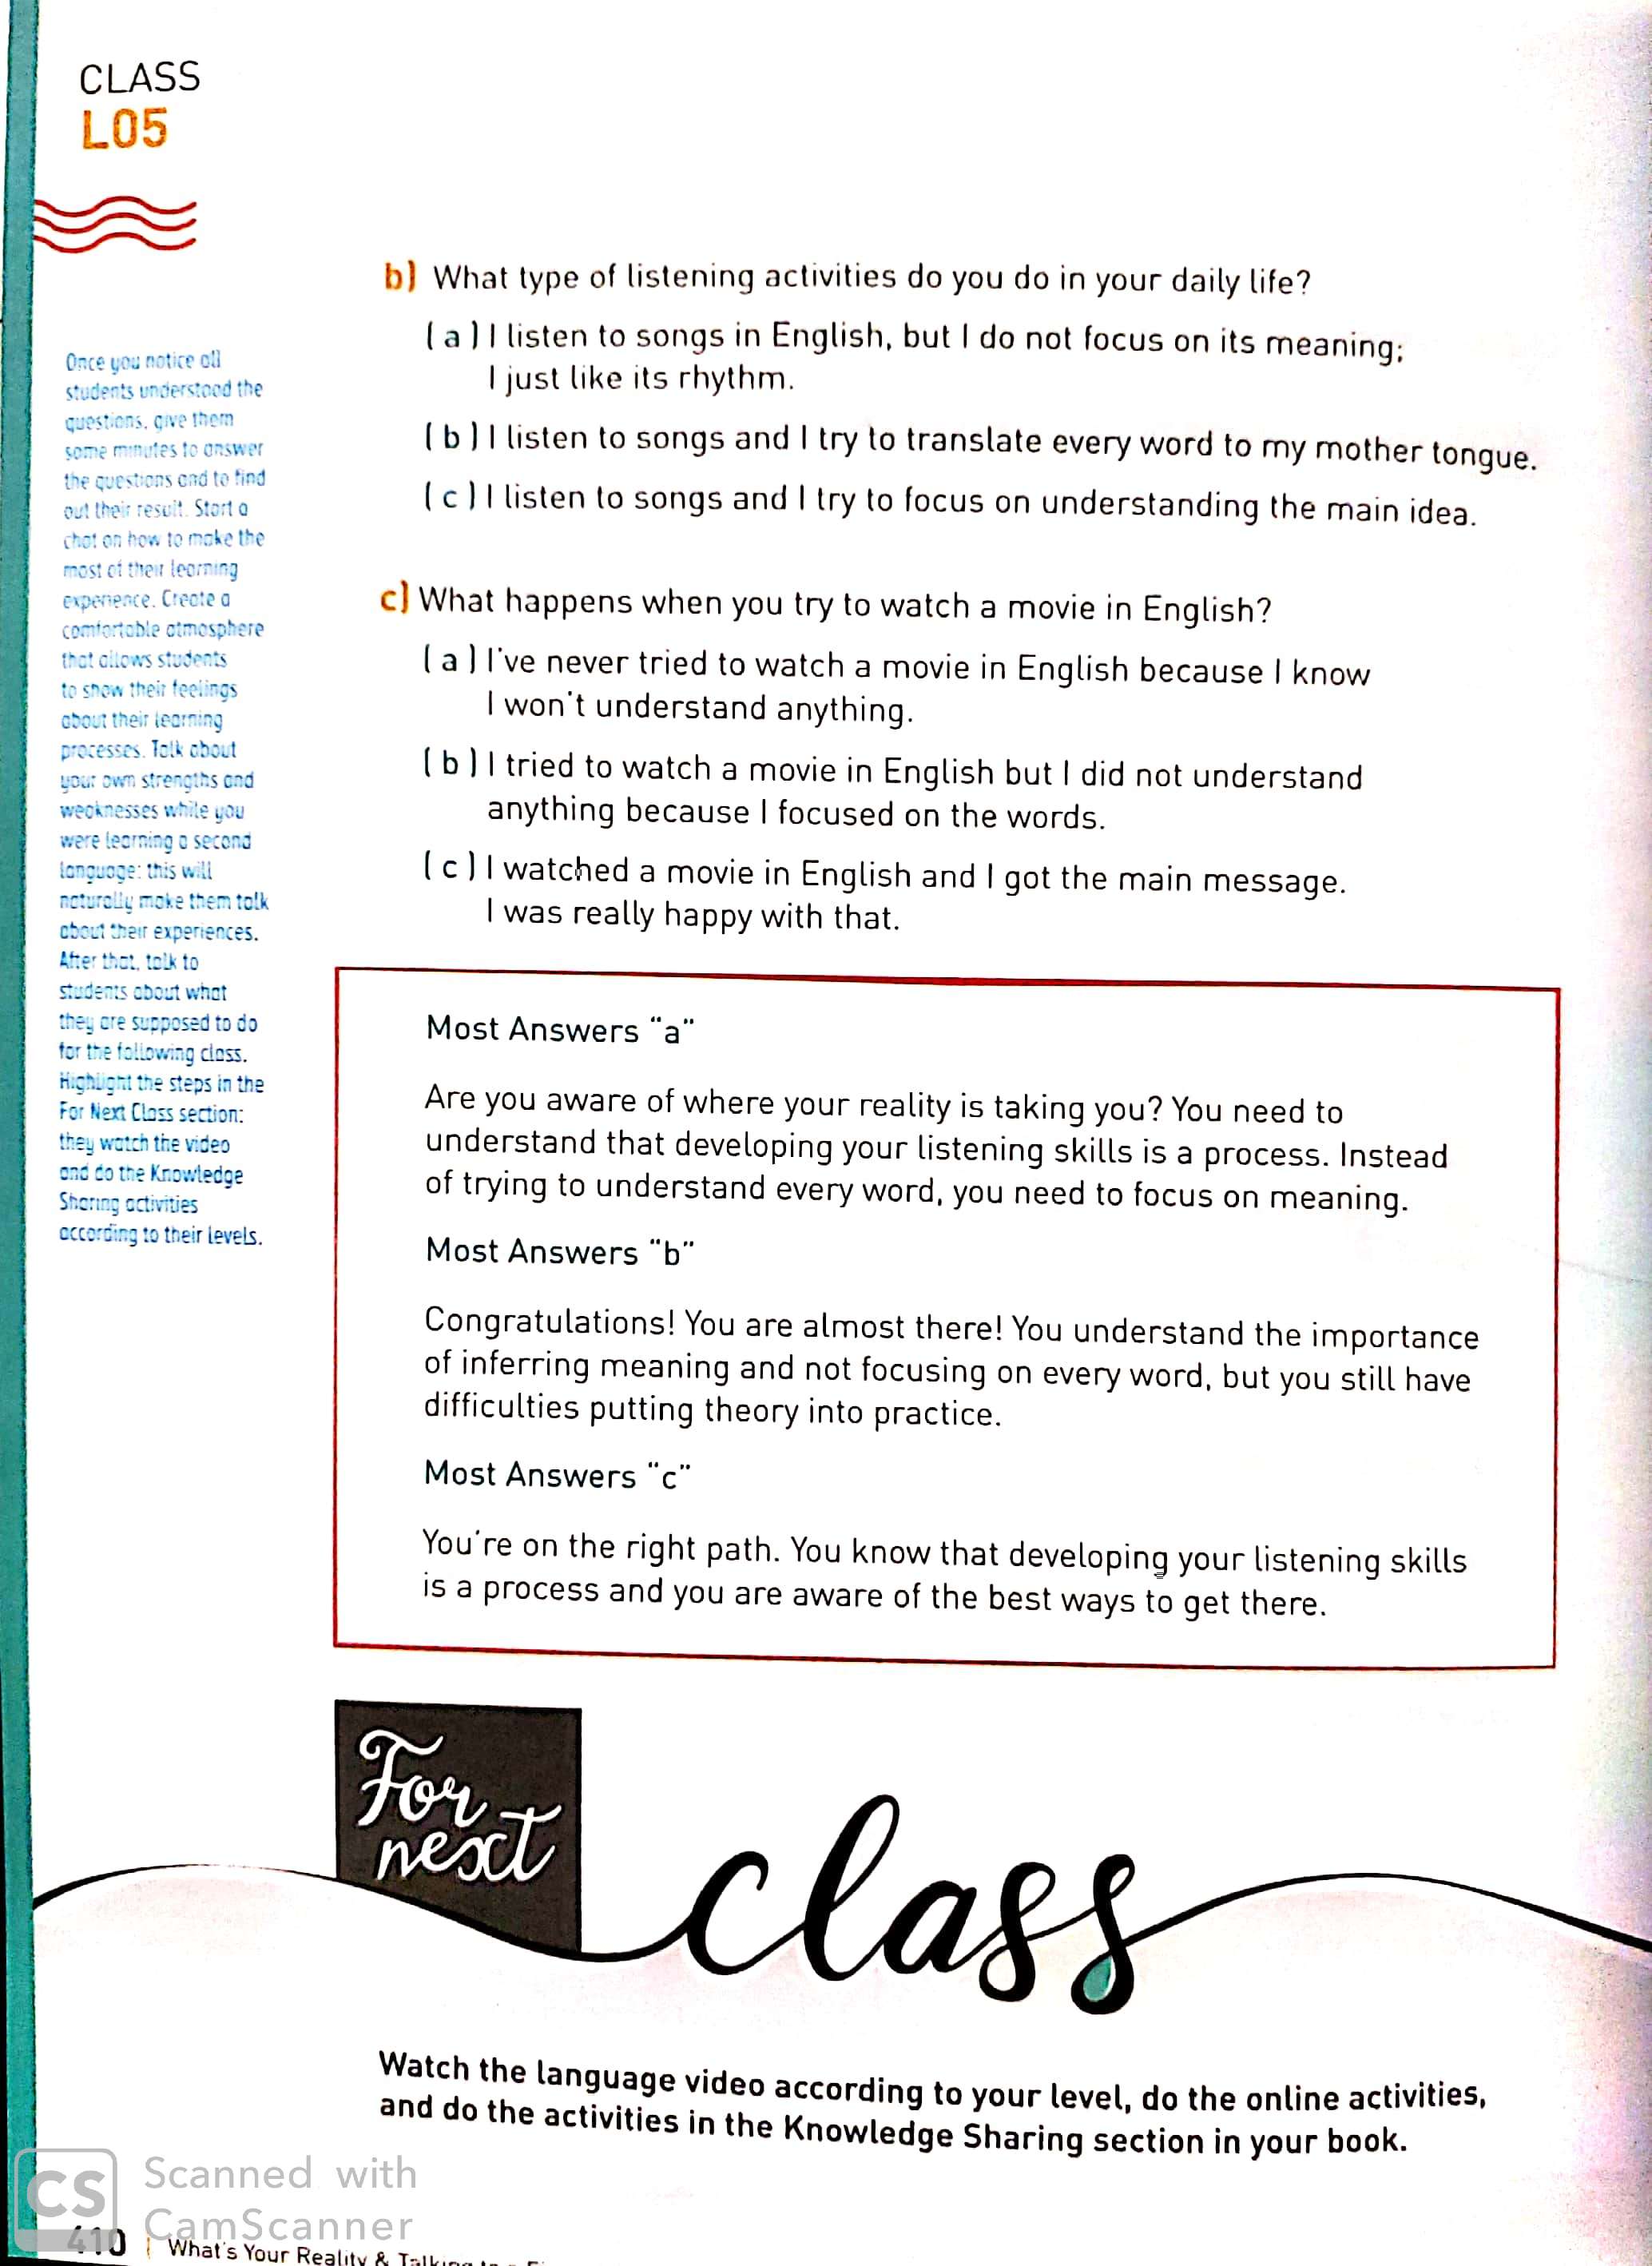 CLASS
L05
Once you notice all
students understood the
questions, give them
some minutes to answer
the questions and to find
out their result. Start a
chat on how to make the
most of their learning
experience. Create a
comfortable atmosphere
that allows students
to show their feelings
about their learning
processes. Talk about
your own strengths and
weaknesses while you
were learning a second
language: this will
naturally make them talk
about their experiences.
After that, talk to
students about what
they are supposed to do
for the following class.
Highlight the steps in the
For Next Class section:
they watch the video
and do the Knowledge
Sharing activities
according to their levels.
b) What type of listening activities do you do in your daily life?
( a ) I listen to songs in English, but I do not focus on its meaning;
I just like its rhythm.
( b ) I listen to songs and I try to translate every word to my mother tongue.
( c ) I listen to songs and I try to focus on understanding the main idea.
c) What happens when you try to watch a movie in English?
( a ) I've never tried to watch a movie in English because I know
I won't understand anything.
( b ) I tried to watch a movie in English but I did not understand
anything because I focused on the words.
( c ) I watched a movie in English and I got the main message.
I was really happy with that.
Most Answers “a”
Are you aware of where your reality is taking you? You need to
understand that developing your listening skills is a process. Instead
of trying to understand every word, you need to focus on meaning.
Most Answers “b”
Congratulations! You are almost there! You understand the importance
of inferring meaning and not focusing on every word, but you still have
difficulties putting theory into practice.
Most Answers “c”
You're on the right path. You know that developing your listening skills
is a process and you are aware of the best ways to get there.
For
next
class
Watch the language video according to your level, do the online activities,
and do the activities in the Knowledge Sharing section in your book.
CS
Scanned with
CamScanner
410 | What's Your Reality & Talking